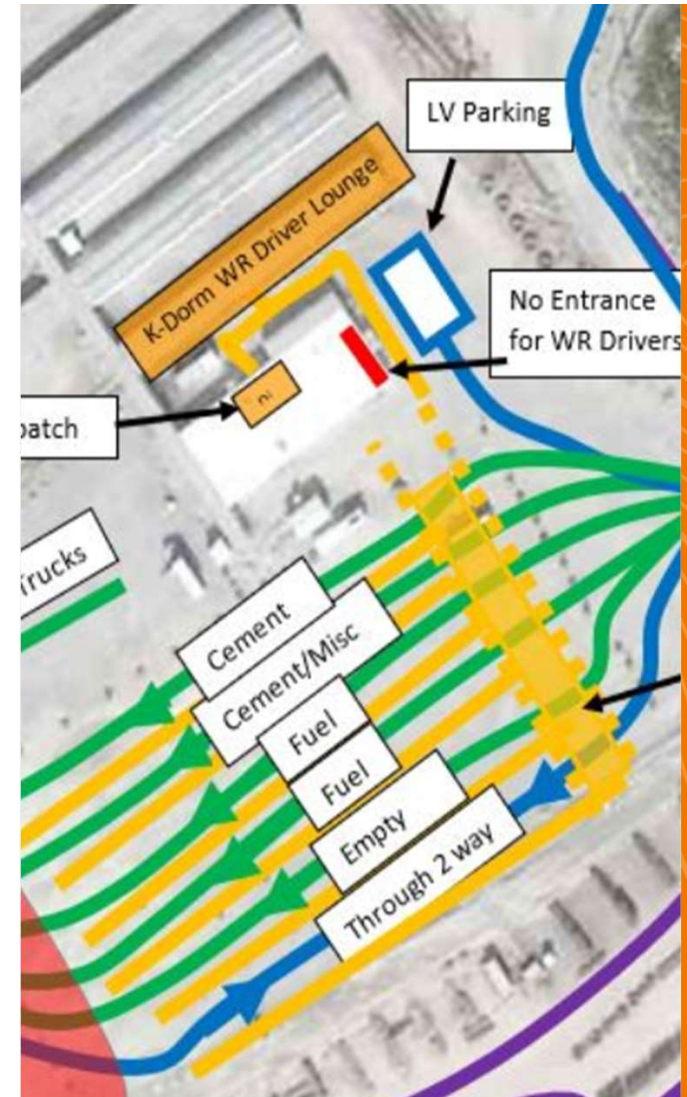 LV Parking
K-Dorm WR Driver Lounge
No Entrance
for WR Drivers
patch
Trucks
Cement
Cement/Misc
Fuel
Fuel
Empty
Through 2 way